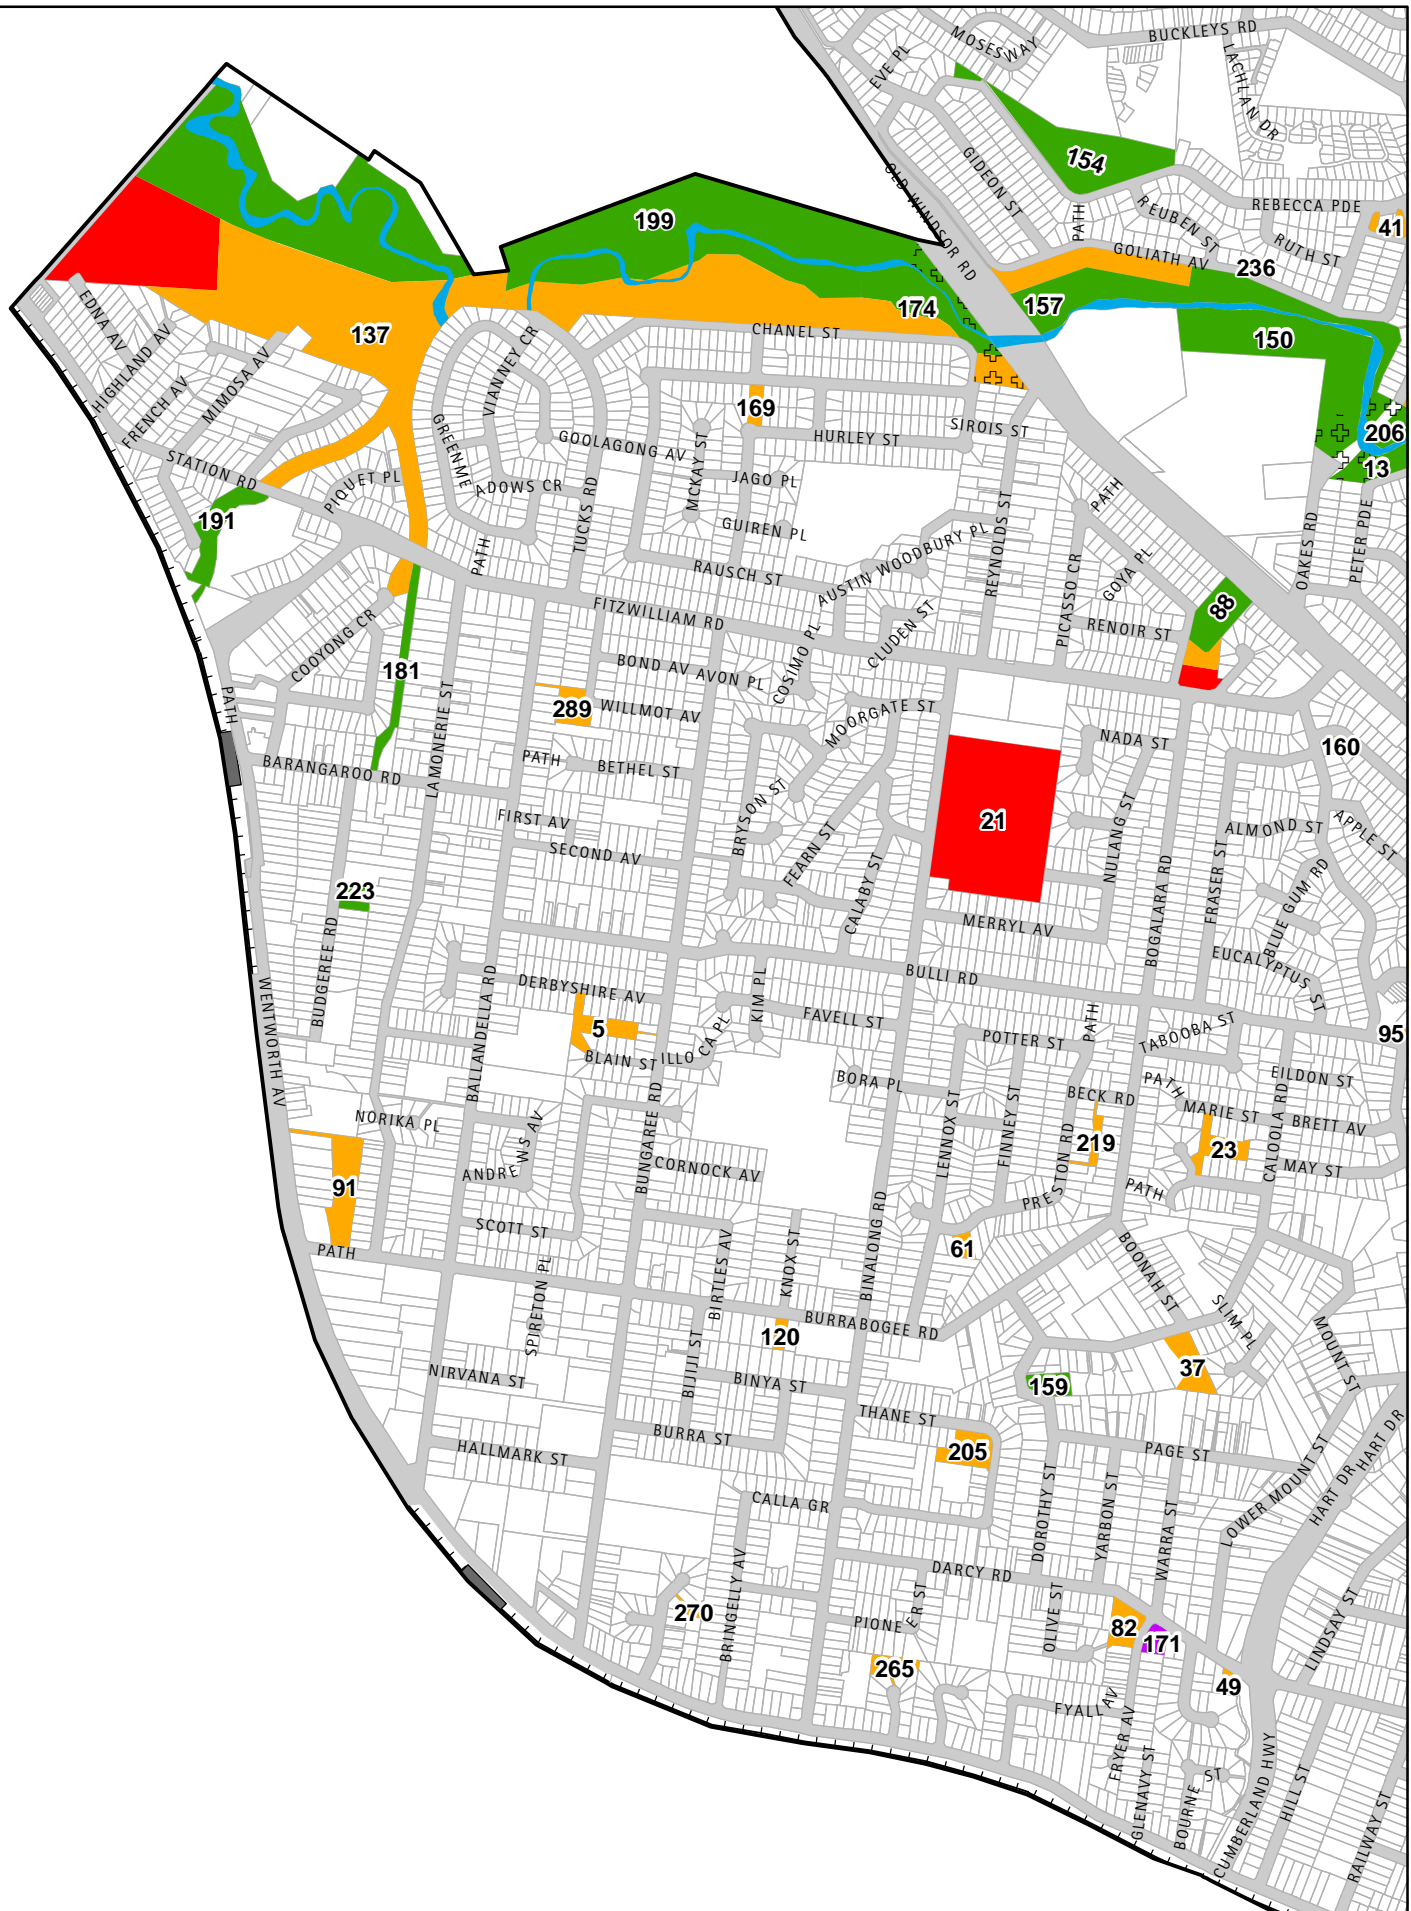 BUCKLEYS RD
MOSESWAY
EVE PL
LACHLAN DR
154
GIDEON ST
OLD WINDSOR RD
PATH
REUBEN ST
REBECCA PDE
41
RUTH ST
GOLIATH AV
236
199
174
157
150
137
EDNA AV
HIGHLAND AV
FRENCH AV
MIMOSA AV
CHANEL ST
VIANNEY CR
169
SIROIS ST
HURLEY ST
206
13
GREENME
ADOWS CR
GOOLAGONG AV
MCKAY ST
JAGO PL
GUIREN PL
STATION RD
PIQUET PL
191
TUCKS RD
PATH
RAUSCH ST
AUSTIN WOODBURY PL
REYNOLDS ST
PATH
PICASSO CR
GOYA PL
OAKES RD
PETER PDE
88
RENOIR ST
FITZWILLIAM RD
CLUDEN ST
COSIMO PL
COOYONG CR
181
BOND AV
AVON PL
PATH
LAMONERIE ST
289
WILLMOT AV
MOORGATE ST
NADA ST
160
BARANGAROO RD
PATH
BETHEL ST
BRYSON ST
21
NULANG ST
FIRST AV
SECOND AV
FEARN ST
ALMOND ST
APPLE ST
223
CALABY ST
BOGALARA RD
FRASER ST
BLUE GUM RD
MERRYL AV
BUDGEREE RD
EUCALYPTUS ST
WENTWORTH AV
BALLANDELLA RD
DERBYSHIRE AV
BULLI RD
KIM PL
FAVELL ST
5
BLAIN ST
ILLO
CA PL
POTTER ST
PATH
TABOOBA ST
95
EILDON ST
BORA PL
BECK RD
PATH
MARIE ST
BRETT AV
NORIKA PL
ANDRE
WS AV
BUNGAREE RD
CORNOCK AV
LENNOX ST
FINNEY ST
219
PRESTON RD
23
CALOOLA RD
MAY ST
PATH
91
SCOTT ST
PATH
61
BINALONG RD
KNOX ST
BIRTLES AV
SPIRETON PL
BOONAH ST
SLIM PL
MOUNT ST
BURRABOGEE RD
120
BIJIJI ST
BINYA ST
NIRVANA ST
159
37
HART DR
HART DR
THANE ST
BURRA ST
HALLMARK ST
205
PAGE ST
LOWER MOUNT ST
CALLA GR
DOROTHY ST
YARBON ST
WARRA ST
DARCY RD
BRINGELLY AV
270
PIONE
ER ST
OLIVE ST
82
171
LINDSAY ST
265
49
FYALL
AV
FRYER AV
GLENAVY ST
BOURNE ST
CUMBERLAND HWY
HILL ST
RAILWAY ST